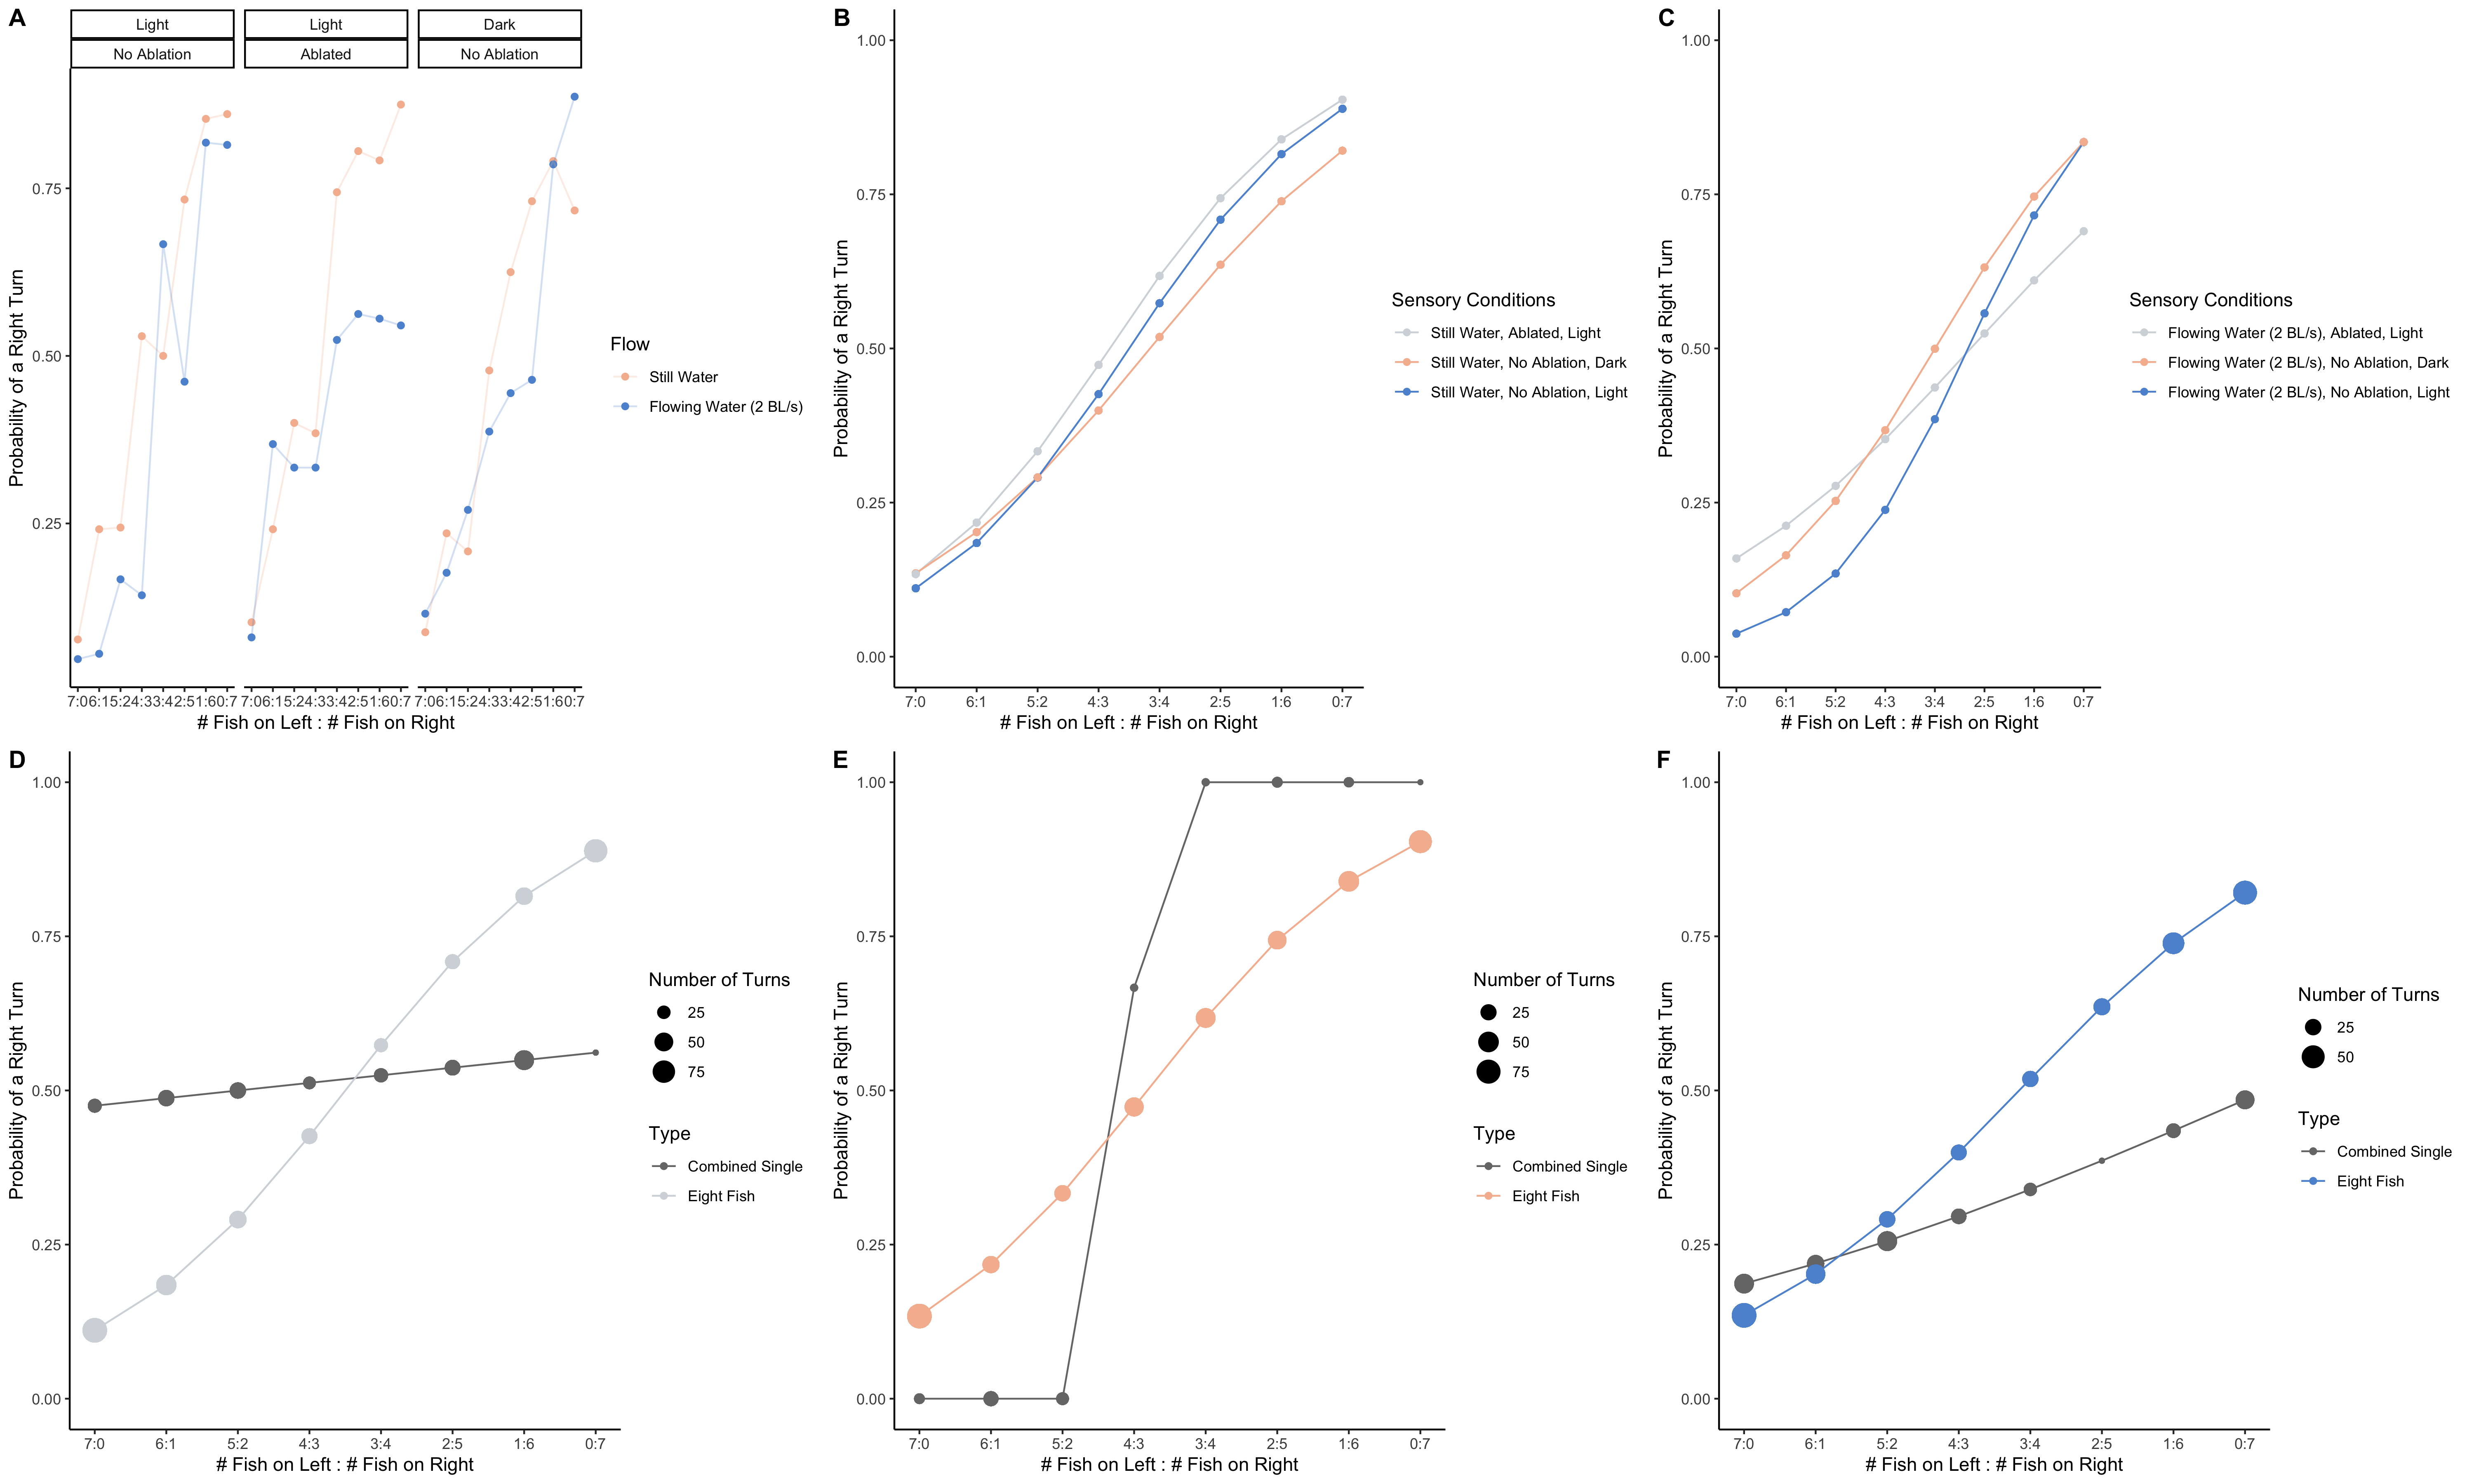 A
Light
Light
Dark
No Ablation
Ablated
No Ablation
Probability of a Right Turn
0.75
0.50
0.25
7:06:15:24:33:42:51:60:7
7:06:15:24:33:42:51:60:7
7:06:15:24:33:42:51:60:7
# Fish on Left : # Fish on Right
Flow
Still Water
Flowing Water (2 BL/s)
B
Probability of a Right Turn
1.00
0.75
0.50
0.25
0.00
7:0 6:1 5:2 4:3 3:4 2:5 1:6 0:7
# Fish on Left : # Fish on Right
Sensory Conditions
Still Water, Ablated, Light
Still Water, No Ablation, Dark
Still Water, No Ablation, Light
C
Probability of a Right Turn
1.00
0.75
0.50
0.25
0.00
7:0 6:1 5:2 4:3 3:4 2:5 1:6 0:7
# Fish on Left : # Fish on Right
Sensory Conditions
Flowing Water (2 BL/s), Ablated, Light
Flowing Water (2 BL/s), No Ablation, Dark
Flowing Water (2 BL/s), No Ablation, Light
D
Probability of a Right Turn
1.00
0.75
0.50
0.25
0.00
7:0 6:1 5:2 4:3 3:4 2:5 1:6 0:7
# Fish on Left : # Fish on Right
Number of Turns
25
50
75
Type
Combined Single
Eight Fish
E
Probability of a Right Turn
1.00
0.75
0.50
0.25
0.00
7:0 6:1 5:2 4:3 3:4 2:5 1:6 0:7
# Fish on Left : # Fish on Right
Number of Turns
25
50
75
Type
Combined Single
Eight Fish
F
Probability of a Right Turn
1.00
0.75
0.50
0.25
0.00
7:0 6:1 5:2 4:3 3:4 2:5 1:6 0:7
# Fish on Left : # Fish on Right
Number of Turns
25
50
Type
Combined Single
Eight Fish